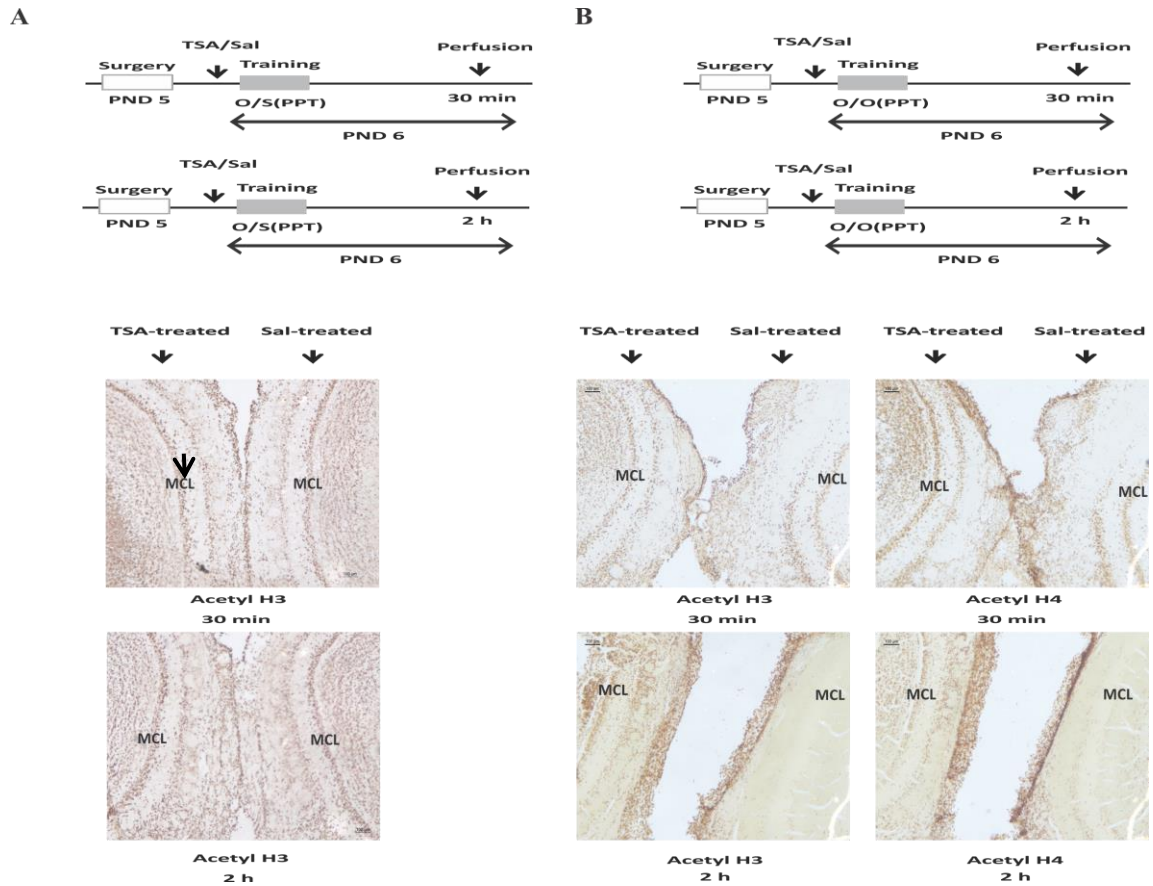 A
TSA/Sal
Perfusion
Surgery
Training
PND 5
O/S(PPT)
30 min
PND 6
TSA/Sal
Perfusion
Surgery
Training
PND 5
O/S(PPT)
2 h
PND 6
TSA-treated Sal-treated
MCL MCL
Acetyl H3
30 min
MCL MCL
Acetyl H3
2 h
B
TSA/Sal
Perfusion
Surgery
Training
PND 5
O/O(PPT)
30 min
PND 6
TSA/Sal
Perfusion
Surgery
Training
PND 5
O/O(PPT)
2 h
PND 6
TSA-treated Sal-treated TSA-treated Sal-treated
MCL MCL MCL MCL
Acetyl H3 Acetyl H4
30 min 30 min
MCL MCL MCL MCL
Acetyl H3 Acetyl H4
2 h 2 h